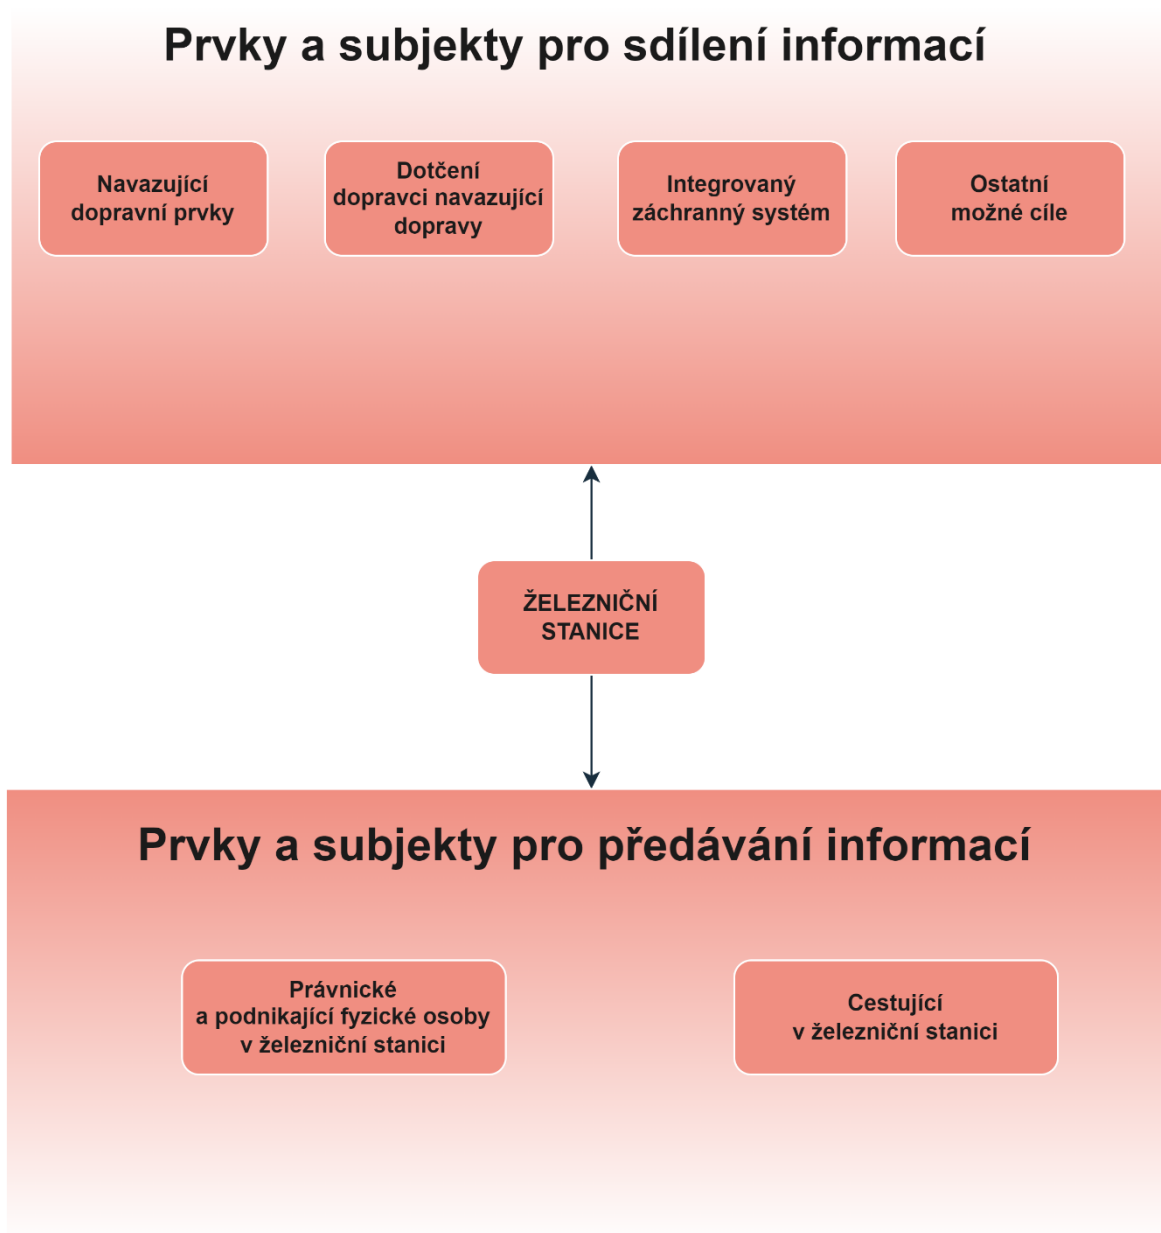 Prvky a subjekty pro sdílení informací
Navazující
dopravní prvky
Dotčení
dopravci navazující
dopravy
Integrovaný
záchranný systém
Ostatní
možné cíle
ŽELEZNIČNÍ
STANICE
Prvky a subjekty pro předávání informací
Právnické
a podnikající fyzické osoby
v železniční stanici
Cestující
v železniční stanici